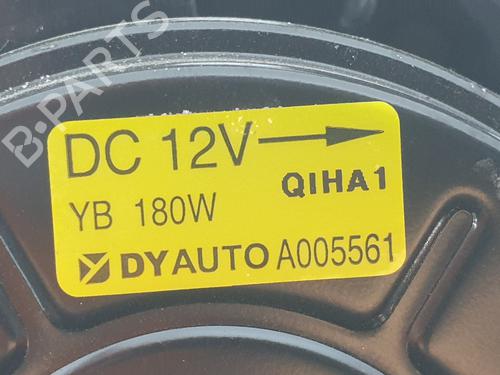 B-PARTS
DC 12V
QIHA1
YB 180W
DYAUTO A005561